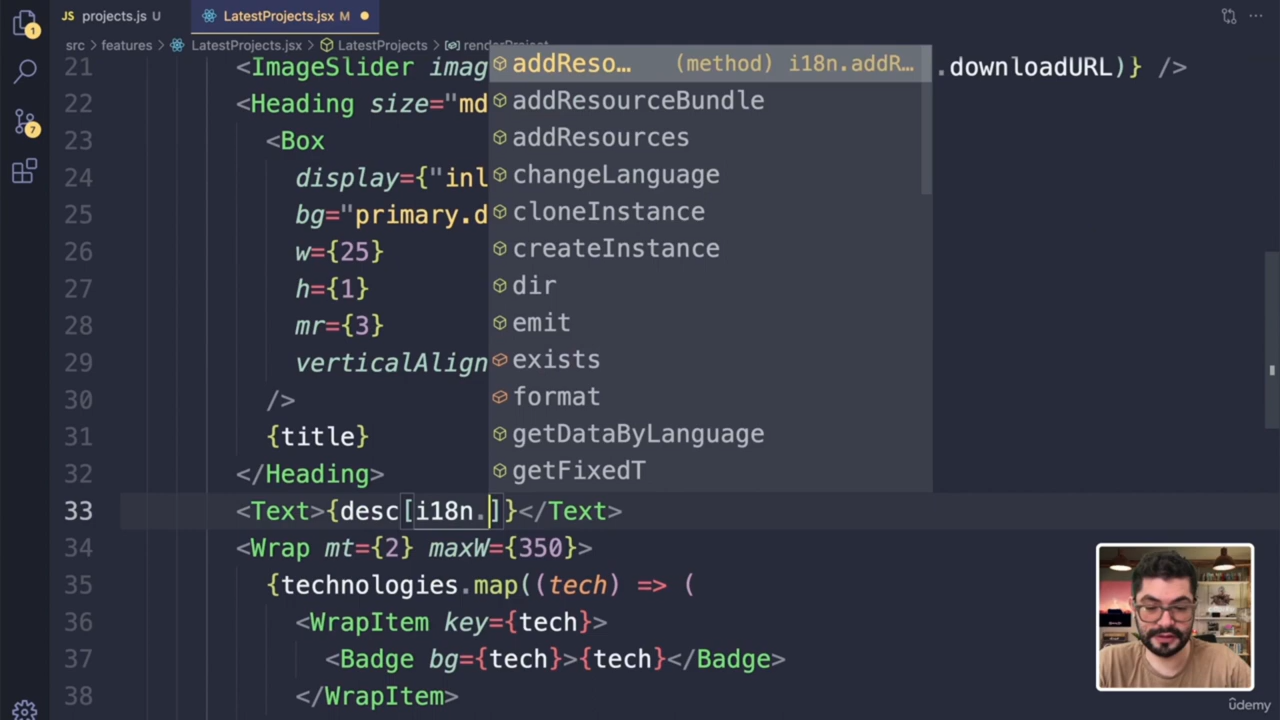 1
JS projects.js U
LatestProjects.jsx M
src > features > LatestProjects.jsx > LatestProjects > renderProject
21 <ImageSlider imag .downloadURL)} />
22 <Heading size="md
23 <Box
24 display={"inl
25 bg="primary.d
26 w={25}
27 h={1}
28 mr={3}
29 verticalAlign
30 />
31 {title}
32 </Heading>
33 <Text>{desc[i18n.]}</Text>
34 <Wrap mt={2} maxW={350}>
35 {technologies.map((tech) => (
36 <WrapItem key={tech}>
37 <Badge bg={tech}>{tech}</Badge>
38 </WrapItem>
addReso… (method) i18n.addR…
addResourceBundle
addResources
changeLanguage
cloneInstance
createInstance
dir
emit
exists
format
getDataByLanguage
getFixedT
7
ûdemy